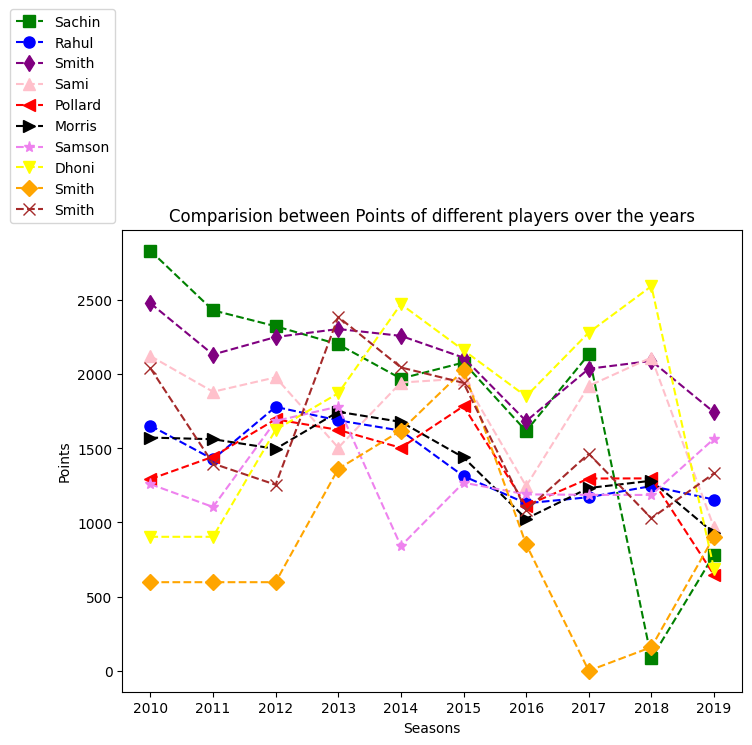 Sachin
Rahul
Smith
Sami
Pollard
Morris
Samson
Dhoni
Smith
Smith
Comparision between Points of different players over the years
2500
2000
1500
1000
500
0
Points
2010 2011 2012 2013 2014 2015 2016 2017 2018 2019
Seasons